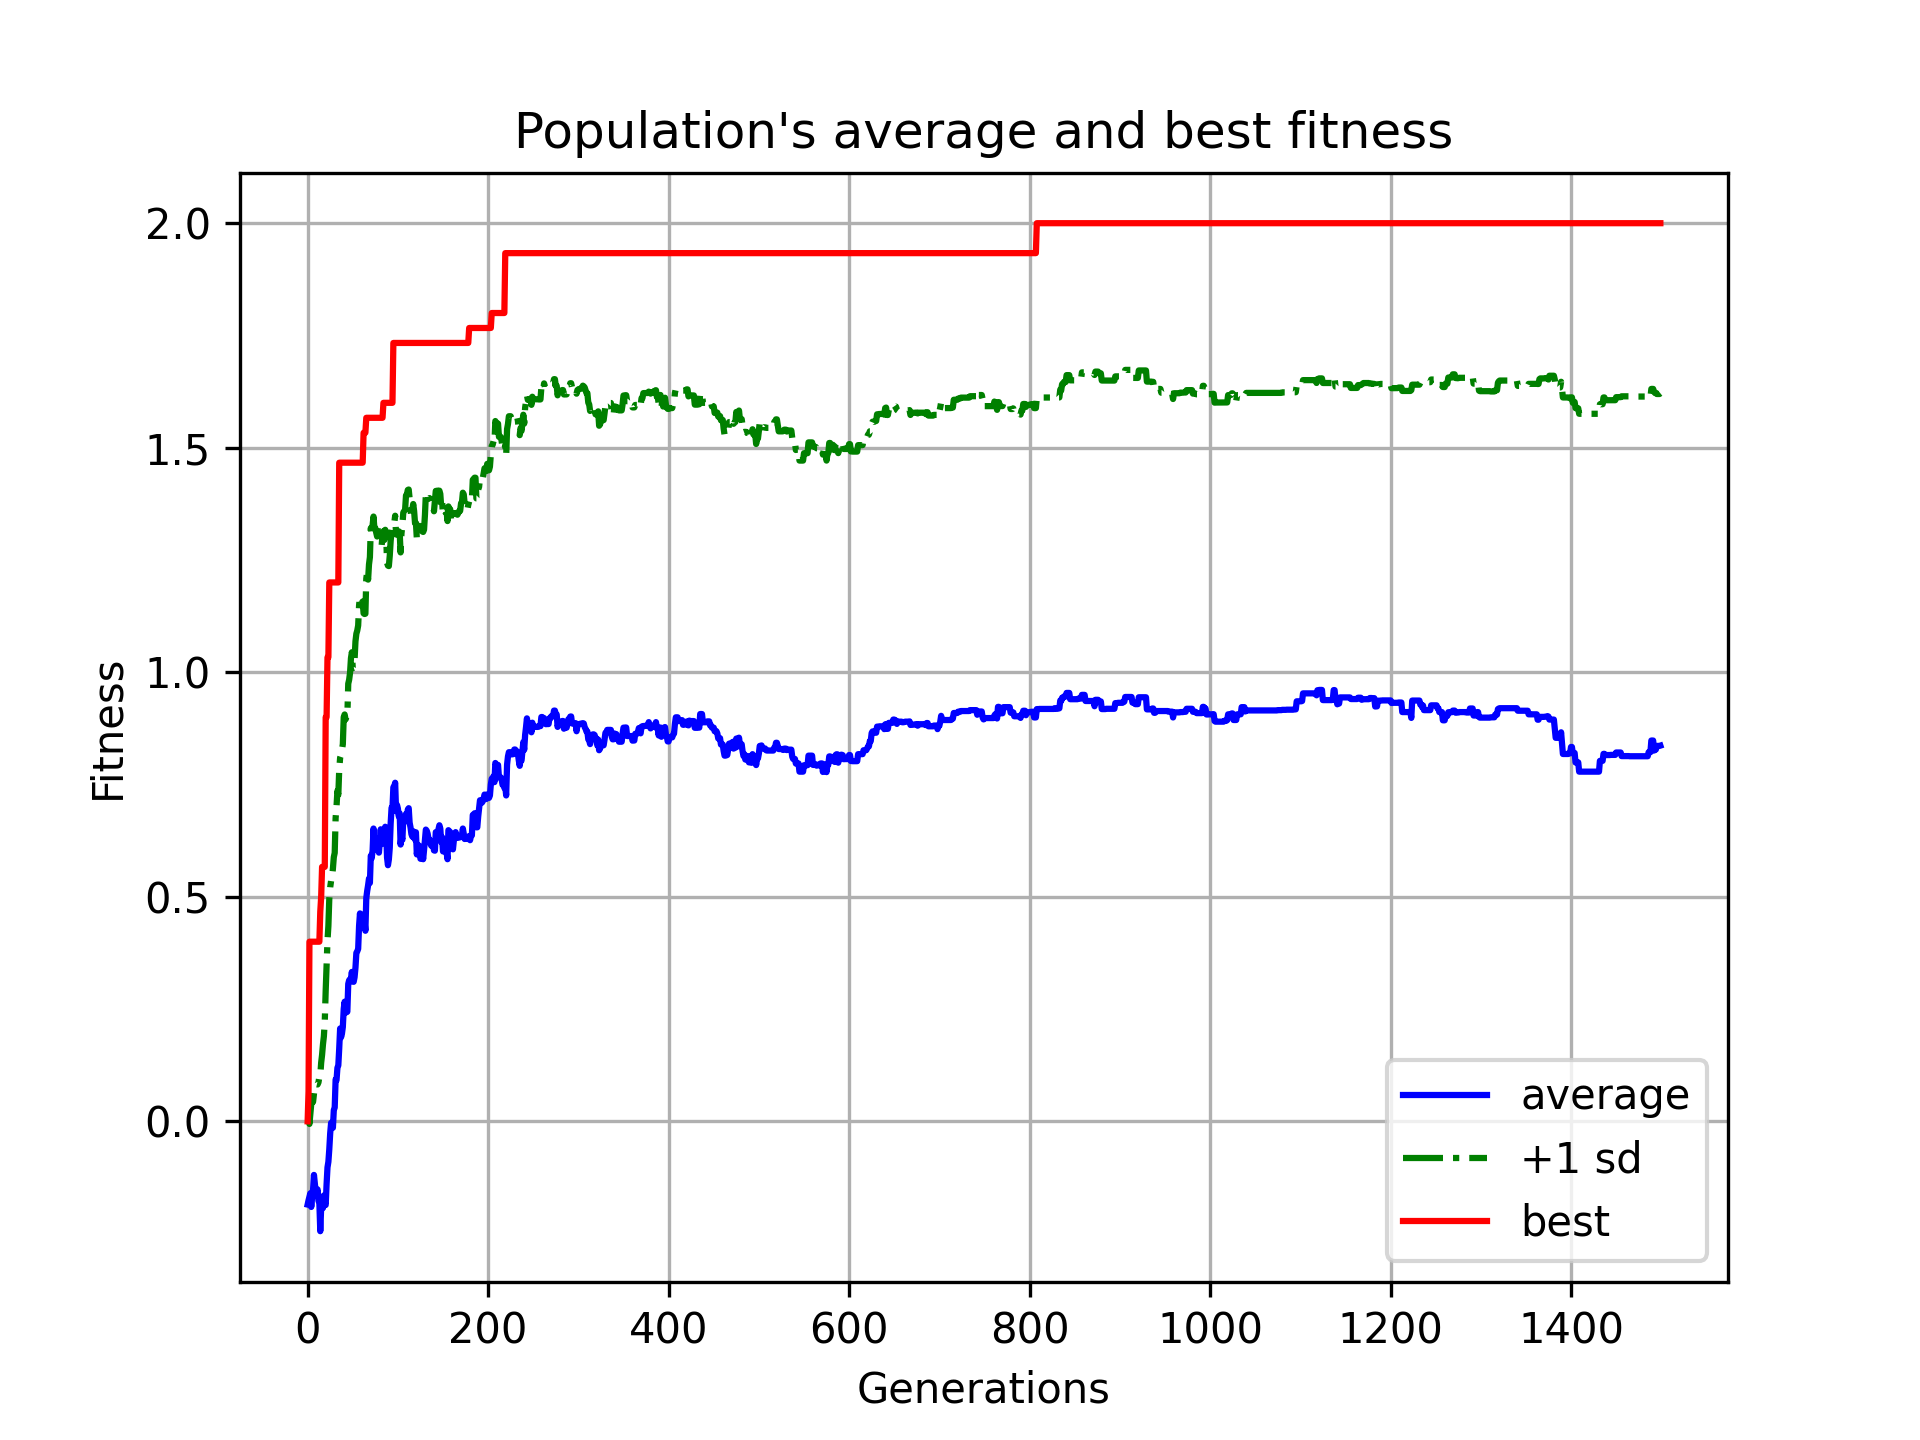 Population's average and best fitness
2.0
1.5
1.0
0.5
0.0
Fitness
average
+1 sd
best
0 200 400 600 800 1000 1200 1400
Generations